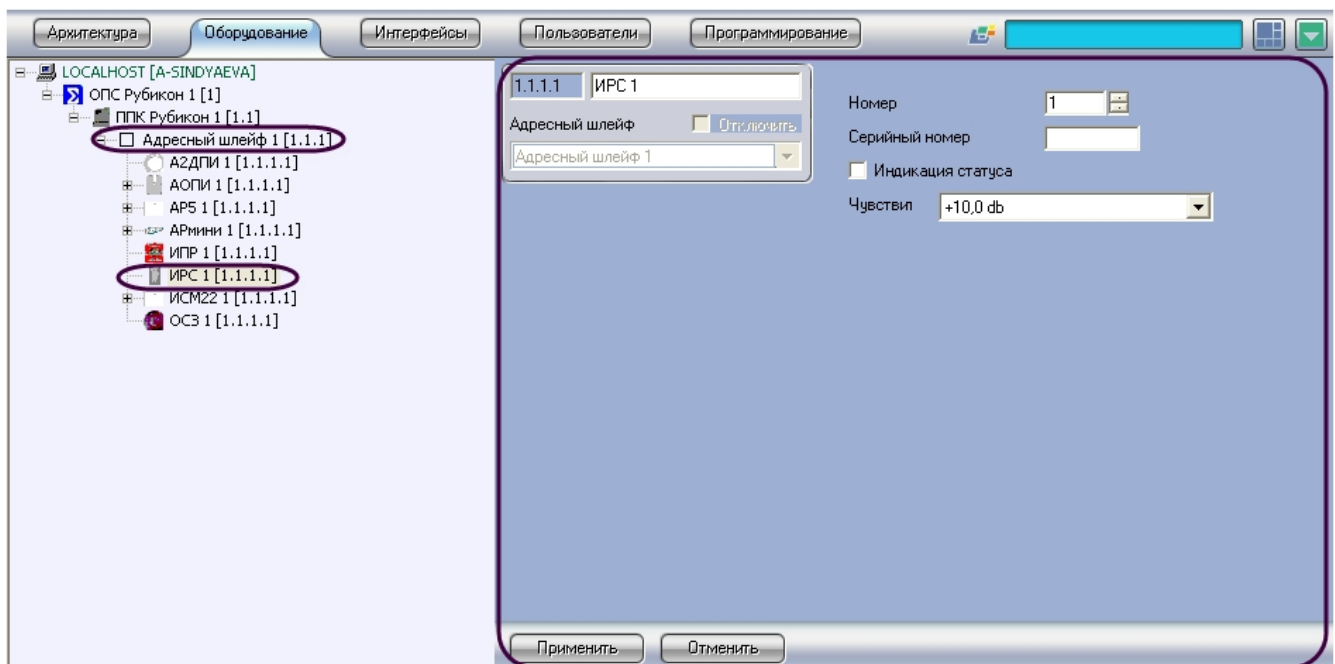 Архитектура Оборудование Интерфейсы Пользователи Программирование
LOCALHOST [A-SINDYAEVA]
ОПС Рубикон 1 [1]
ППК Рубикон 1 [1.1]
Адресный шлейф 1 [1.1.1]
А2ДПИ 1 [1.1.1.1]
АОПИ 1 [1.1.1.1]
АР5 1 [1.1.1.1]
АРмини 1 [1.1.1.1]
ИПР 1 [1.1.1.1]
ИРС 1 [1.1.1.1]
ИСМ22 1 [1.1.1.1]
ОСЗ 1 [1.1.1.1]
1.1.1.1 ИРС 1
Адресный шлейф Отключить
Адресный шлейф 1
Номер 1
Серийный номер
Индикация статуса
Чувствил +10,0 db
Применить Отменить